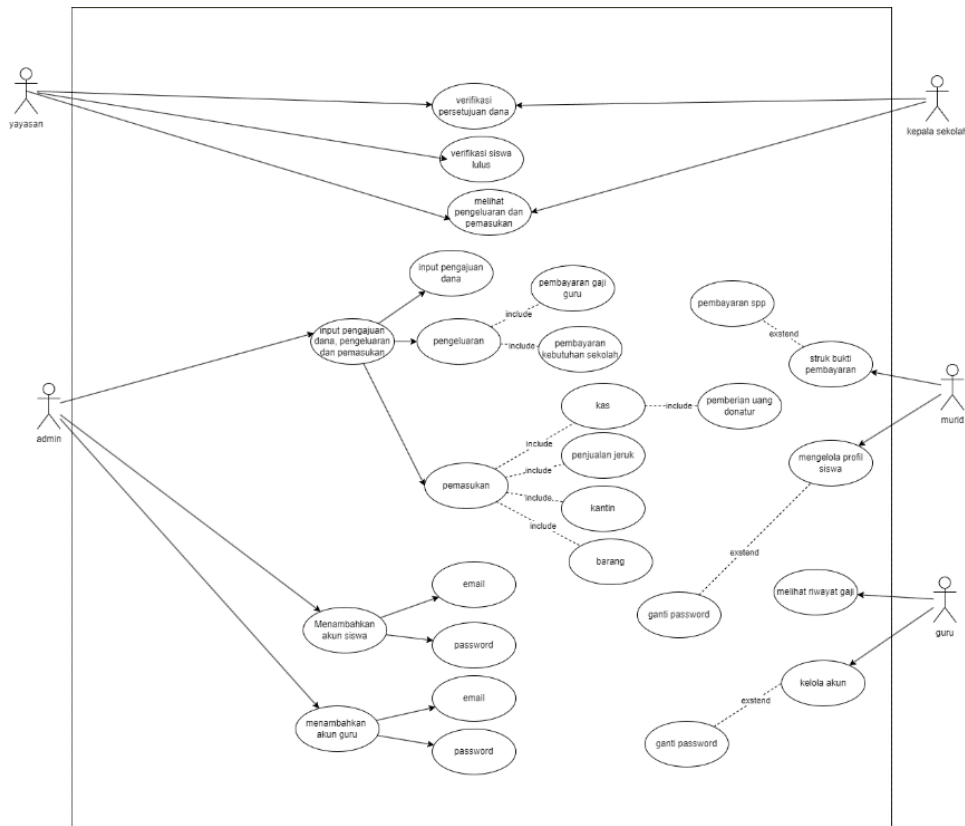 yayasan
kepala sekolah
verifikasi
persetujuan dana
verifikasi siswa
lulus
melihat
pengeluaran dan
pemasukan
input pengajuan
dana
input pengajuan
dana, pengeluaran
dan pemasukan
pengeluaran
include
pembayaran gaji
guru
include
pembayaran
kebutuhan sekolah
pembayaran spp
exstend
struk bukti
pembayaran
admin
murid
kas
include
pemberian uang
donatur
include
penjualan jeruk
include
pemasukan
include
kantin
include
barang
mengelola profil
siswa
exstend
ganti password
melihat riwayat gaji
guru
kelola akun
exstend
ganti password
Menambahkan
akun siswa
email
password
menambahkan
akun guru
email
password